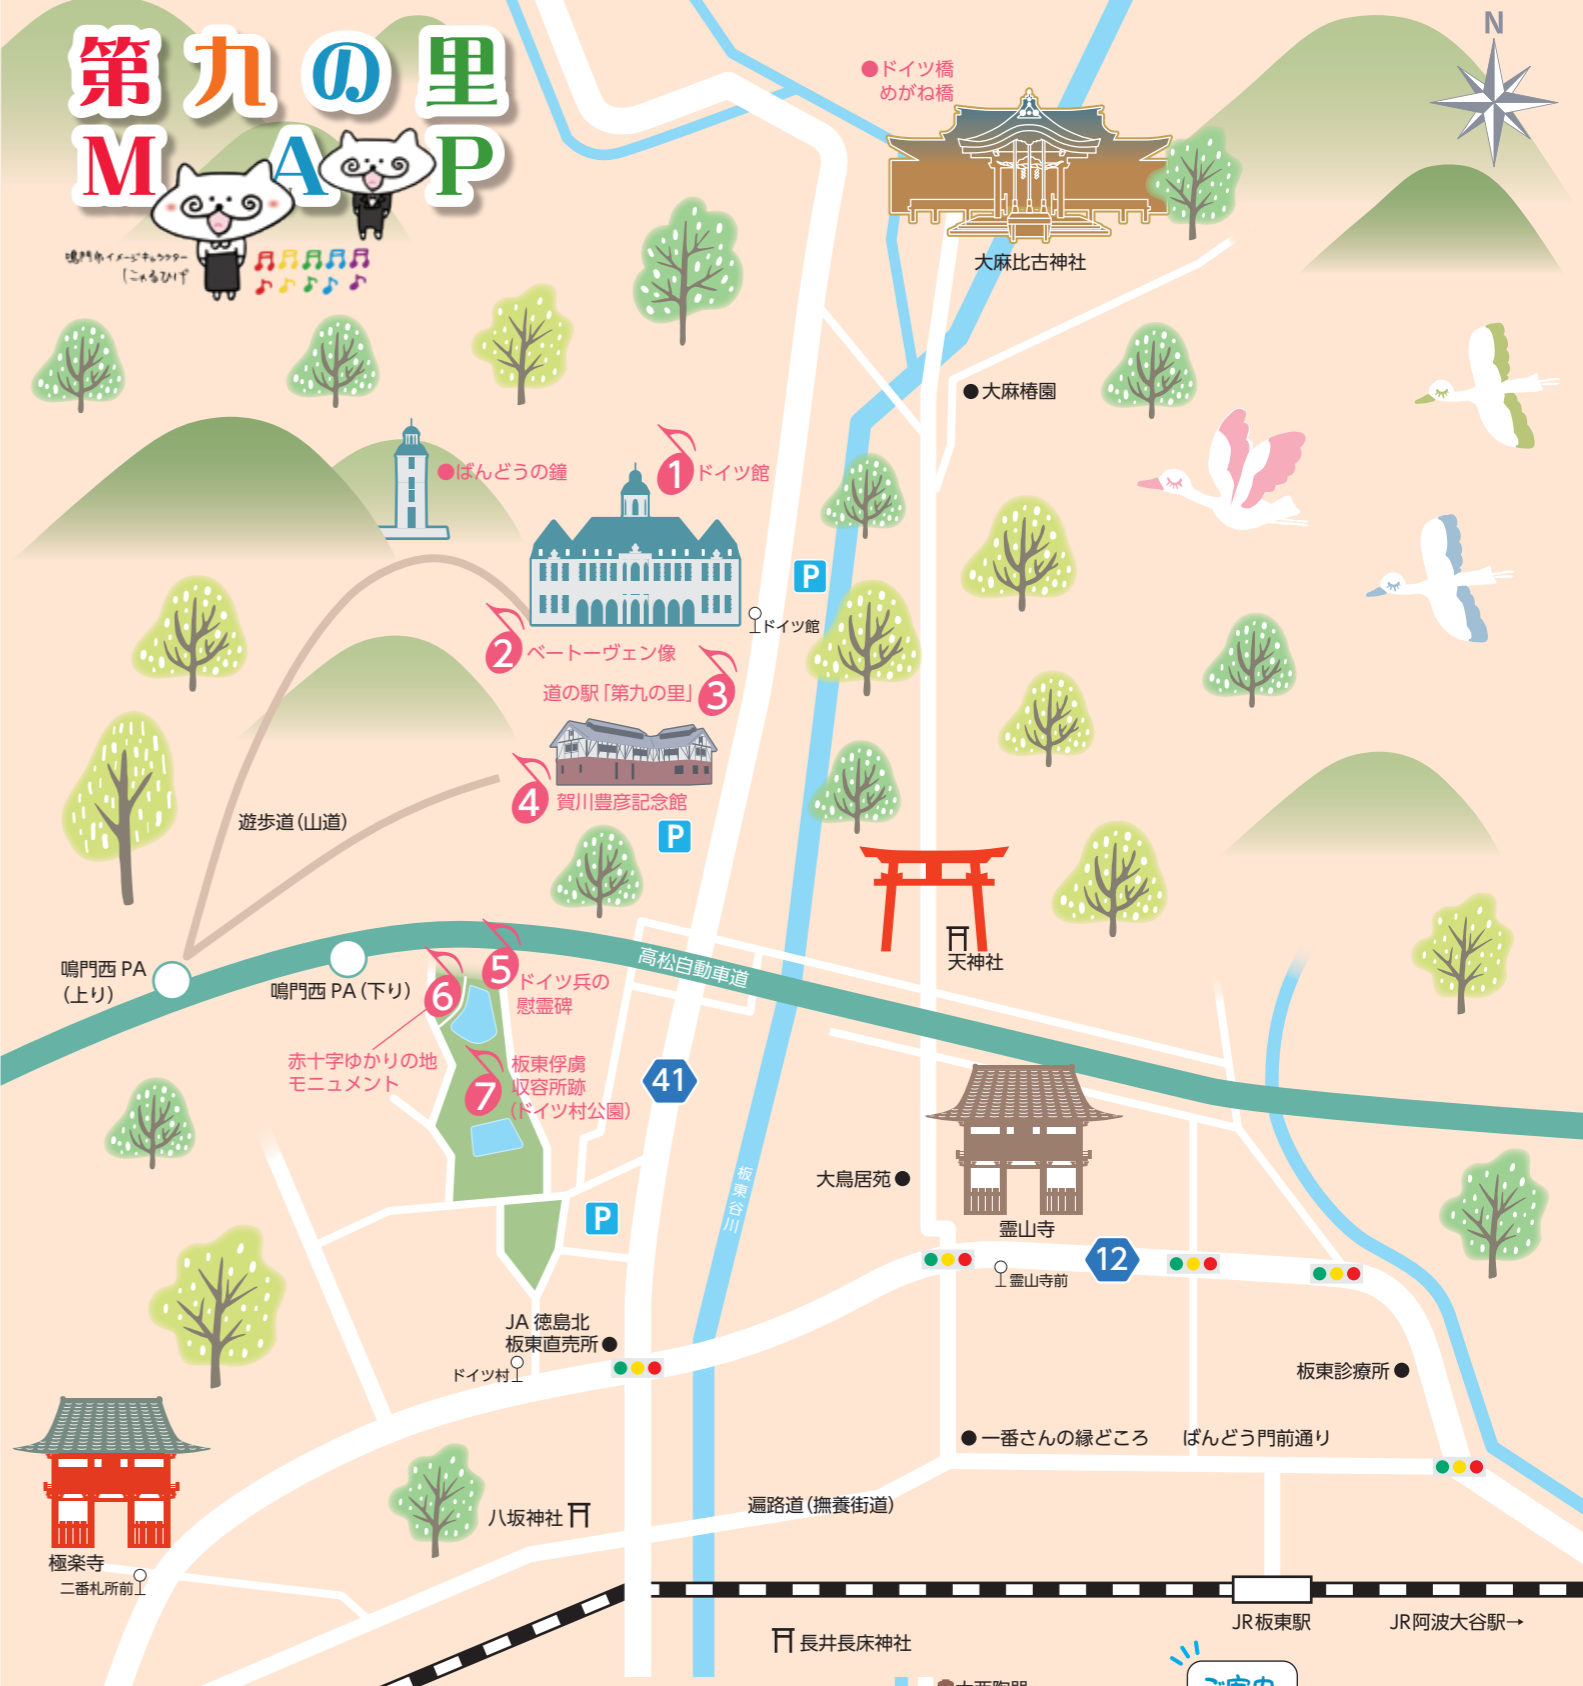 第九の里
MAP
鳴門市イメージキャラクター
N
●ドイツ橋
めがね橋
大麻比古神社
●大麻椿園
●ばんどうの鐘
1 ドイツ館
P
ドイツ館
2 ベートーヴェン像
道の駅「第九の里」 3
4 賀川豊彦記念館
P
遊歩道(山道)
天神社
鳴門西PA
(上り)
鳴門西PA(下り)
高松自動車道
5 ドイツ兵の
慰霊碑
6
赤十字ゆかりの地
モニュメント
7 板東俘虜
収容所跡
(ドイツ村公園)
41
板東谷川
大鳥居苑●
霊山寺
P
12
霊山寺前
JA徳島北
板東直売所●
ドイツ村
板東診療所●
●一番さんの縁どころ
ばんどう門前通り
遍路道(撫養街道)
八坂神社
極楽寺
二番札所前
JR板東駅
JR阿波大谷駅→
長井長床神社